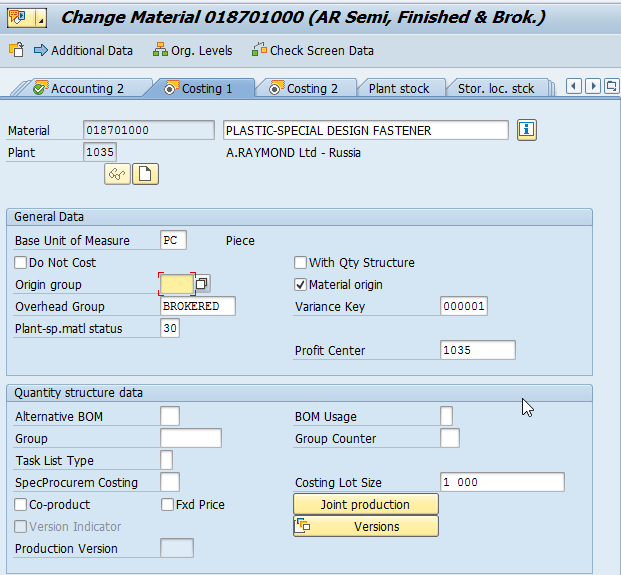 Change Material 018701000 (AR Semi, Finished & Brok.)
Additional Data Org. Levels Check Screen Data
Accounting 2 Costing 1 Costing 2 Plant stock Stor. loc. stck
Material 018701000 PLASTIC-SPECIAL DESIGN FASTENER
Plant 1035 A.RAYMOND Ltd - Russia
General Data
Base Unit of Measure PC Piece
Do Not Cost With Qty Structure
Origin group Material origin
Overhead Group BROKERED Variance Key 000001
Plant-sp.matl status 30
Profit Center 1035
Quantity structure data
Alternative BOM BOM Usage
Group Group Counter
Task List Type
SpecProcurem Costing Costing Lot Size 1 000
Co-product Fxd Price Joint production
Version Indicator Versions
Production Version